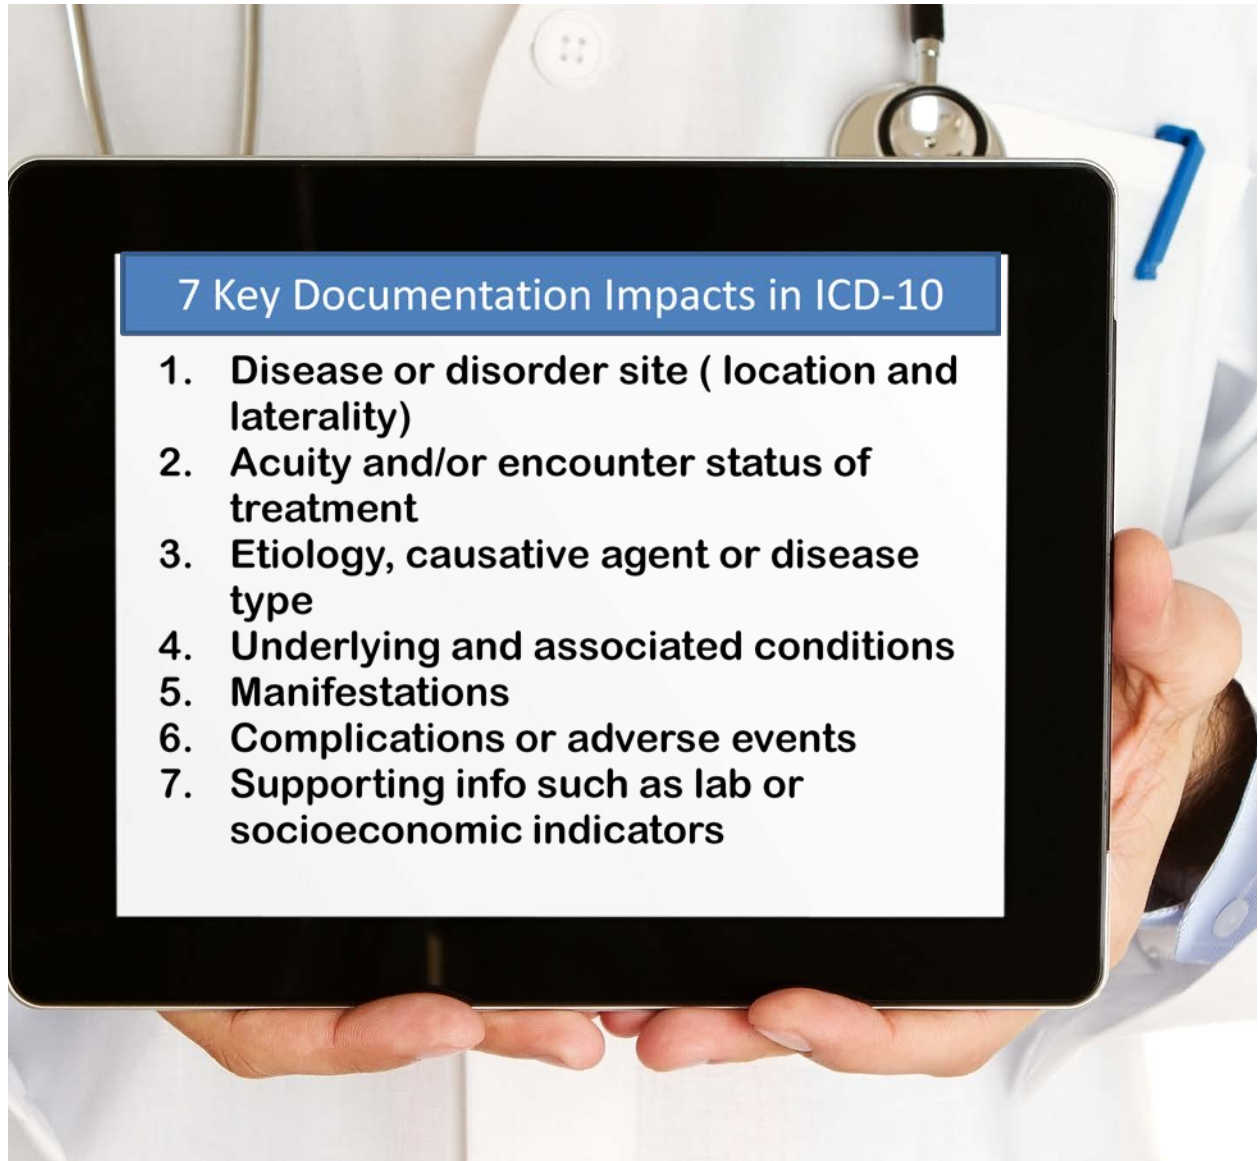 7 Key Documentation Impacts in ICD-10
1. Disease or disorder site ( location and
laterality)
2. Acuity and/or encounter status of
treatment
3. Etiology, causative agent or disease
type
4. Underlying and associated conditions
5. Manifestations
6. Complications or adverse events
7. Supporting info such as lab or
socioeconomic indicators